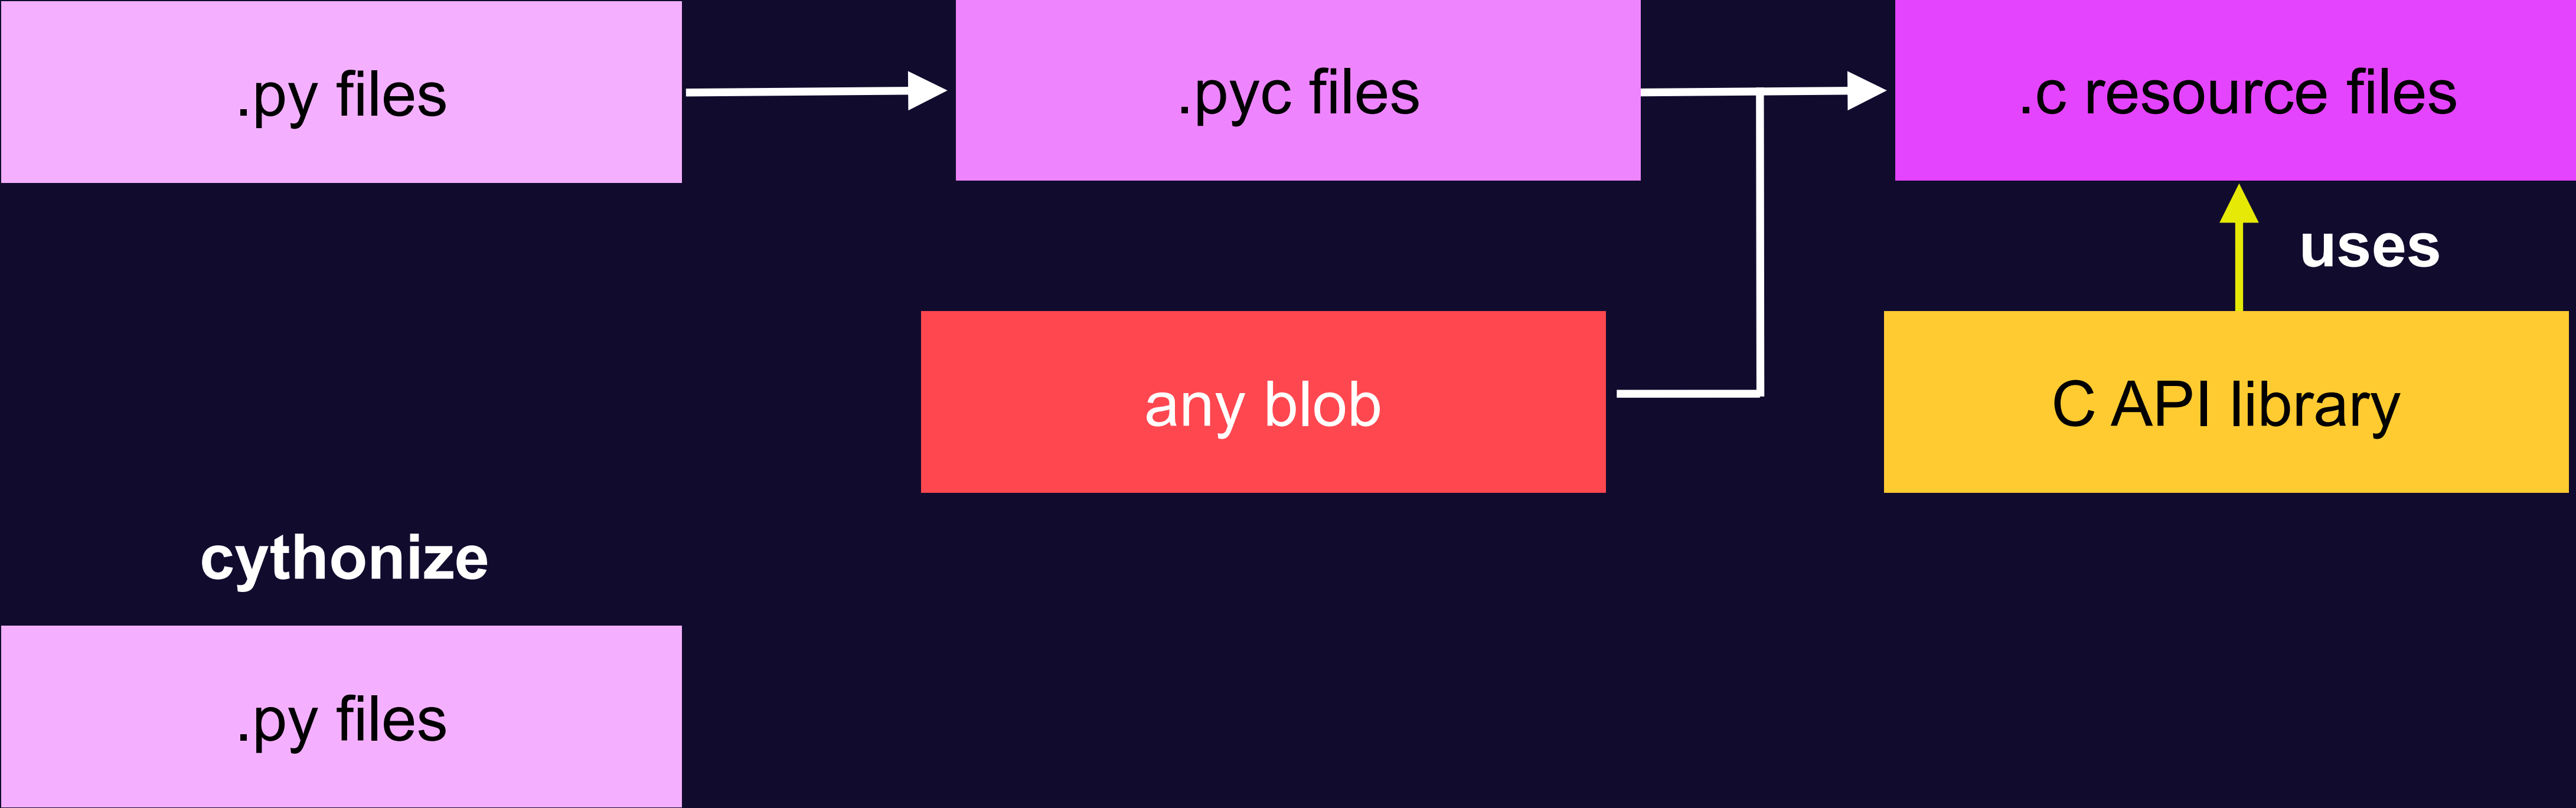 .py files
.pyc files
.c resource files
uses
any blob
C API library
cythonize
.py files